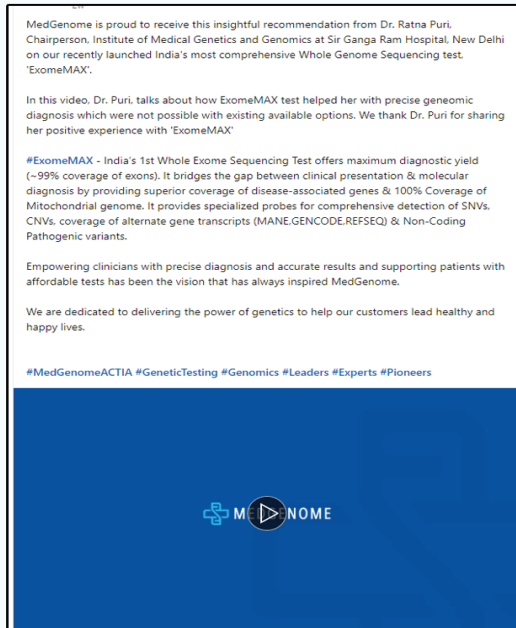 MedGenome is proud to receive this insightful recommendation from Dr. Ratna Puri,
Chairperson, Institute of Medical Genetics and Genomics at Sir Ganga Ram Hospital, New Delhi
on our recently launched India's most comprehensive Whole Genome Sequencing test,
'ExomeMAX'.
In this video, Dr. Puri, talks about how ExomeMAX test helped her with precise geneomic
diagnosis which were not possible with existing available options. We thank Dr. Puri for sharing
her positive experience with 'ExomeMAX'
#ExomeMAX - India's 1st Whole Exome Sequencing Test offers maximum diagnostic yield
(~99% coverage of exons). It bridges the gap between clinical presentation & molecular
diagnosis by providing superior coverage of disease-associated genes & 100% Coverage of
Mitochondrial genome. It provides specialized probes for comprehensive detection of SNVs,
CNVs, coverage of alternate gene transcripts (MANE,GENCODE,REFSEQ) & Non-Coding
Pathogenic variants.
Empowering clinicians with precise diagnosis and accurate results and supporting patients with
affordable tests has been the vision that has always inspired MedGenome.
We are dedicated to delivering the power of genetics to help our customers lead healthy and
happy lives.
#MedGenomeACTIA #GeneticTesting #Genomics #Leaders #Experts #Pioneers
MEDGENOME